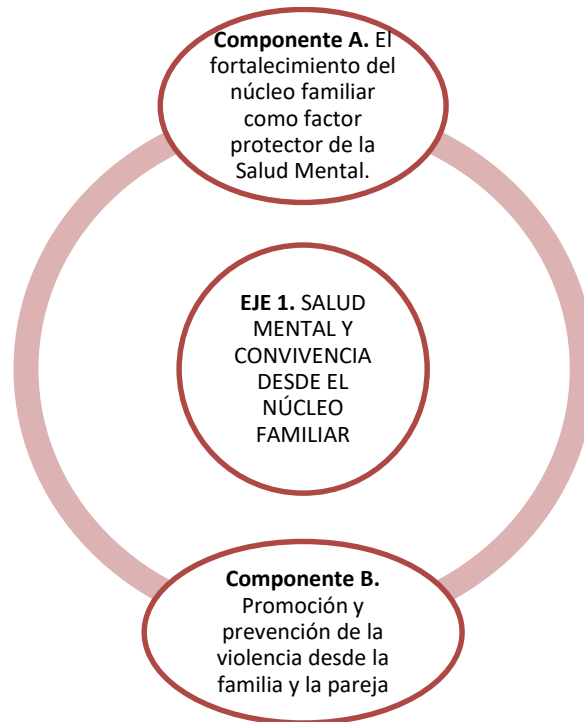 Componente A. El
fortalecimiento del
núcleo familiar
como factor
protector de la
Salud Mental.
EJE 1. SALUD
MENTAL Y
CONVIVENCIA
DESDE EL
NÚCLEO
FAMILIAR
Componente B.
Promoción y
prevención de la
violencia desde la
familia y la pareja